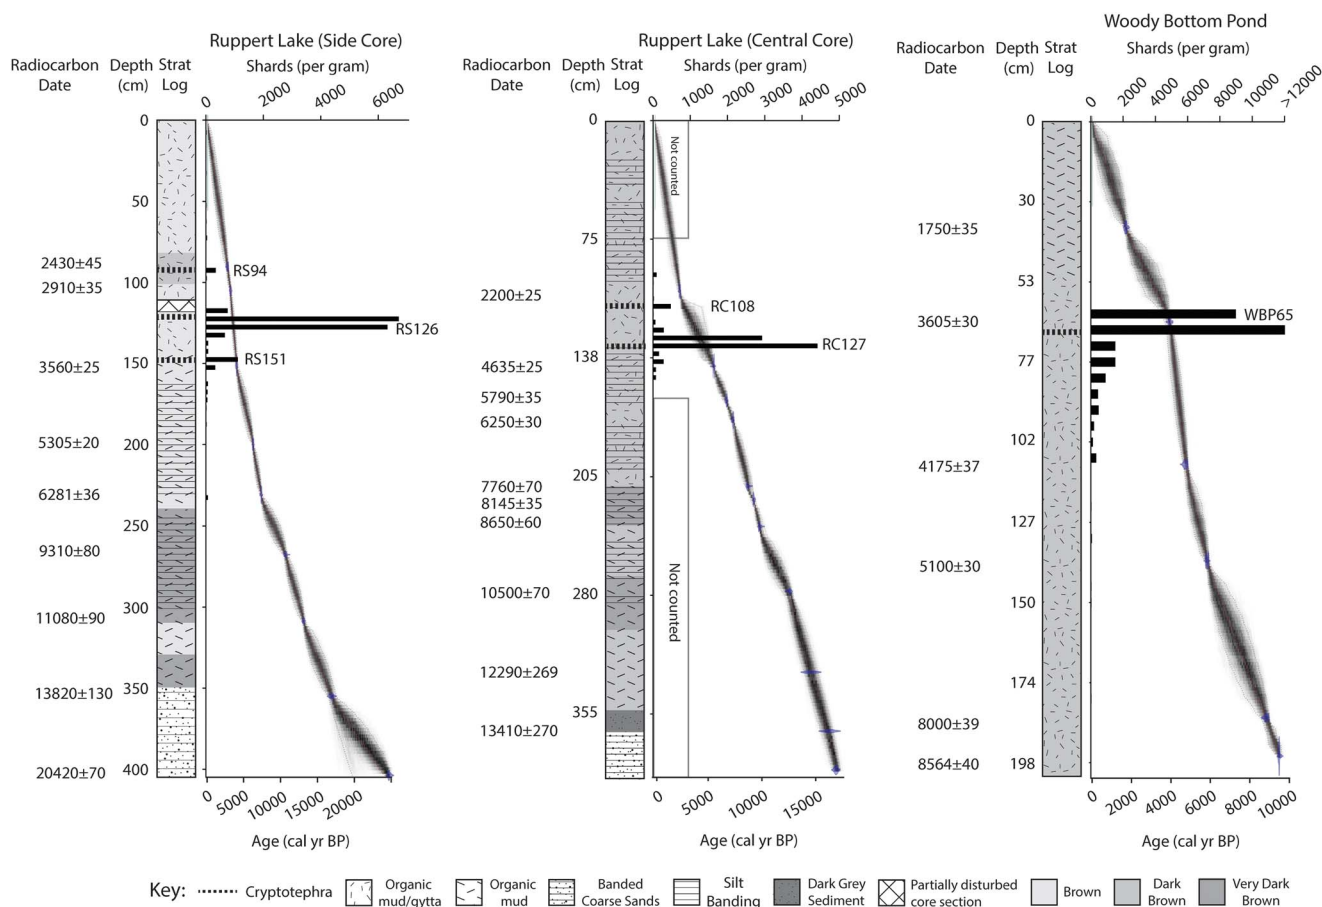 Ruppert Lake (Side Core)
Radiocarbon
Date
Depth
(cm)
Strat
Log
Shards (per gram)
0
2000
4000
6000
0
50
100
150
200
250
300
350
400
2430±45
2910±35
3560±25
5305±20
6281±36
9310±80
11080±90
13820±130
20420±70
RS94
RS126
RS151
0
5000
10000
15000
20000
Age (cal yr BP)
Ruppert Lake (Central Core)
Radiocarbon
Date
Depth
(cm)
Strat
Log
Shards (per gram)
0
1000
2000
3000
4000
5000
0
75
138
205
280
355
2200±25
4635±25
5790±35
6250±30
7760±70
8145±35
8650±60
10500±70
12290±269
13410±270
Not counted
RC108
RC127
Not counted
0
5000
10000
15000
Age (cal yr BP)
Woody Bottom Pond
Radiocarbon
Date
Depth
(cm)
Strat
Log
Shards (per gram)
0
2000
4000
6000
8000
10000
>12000
0
30
53
77
102
127
150
174
198
1750±35
3605±30
4175±37
5100±30
8000±39
8564±40
WBP65
0
2000
4000
6000
8000
10000
Age (cal yr BP)
Key:
Cryptotephra
Organic
mud/gytta
Organic
mud
Banded
Coarse Sands
Silt
Banding
Dark Grey
Sediment
Partially disturbed
core section
Brown
Dark
Brown
Very Dark
Brown